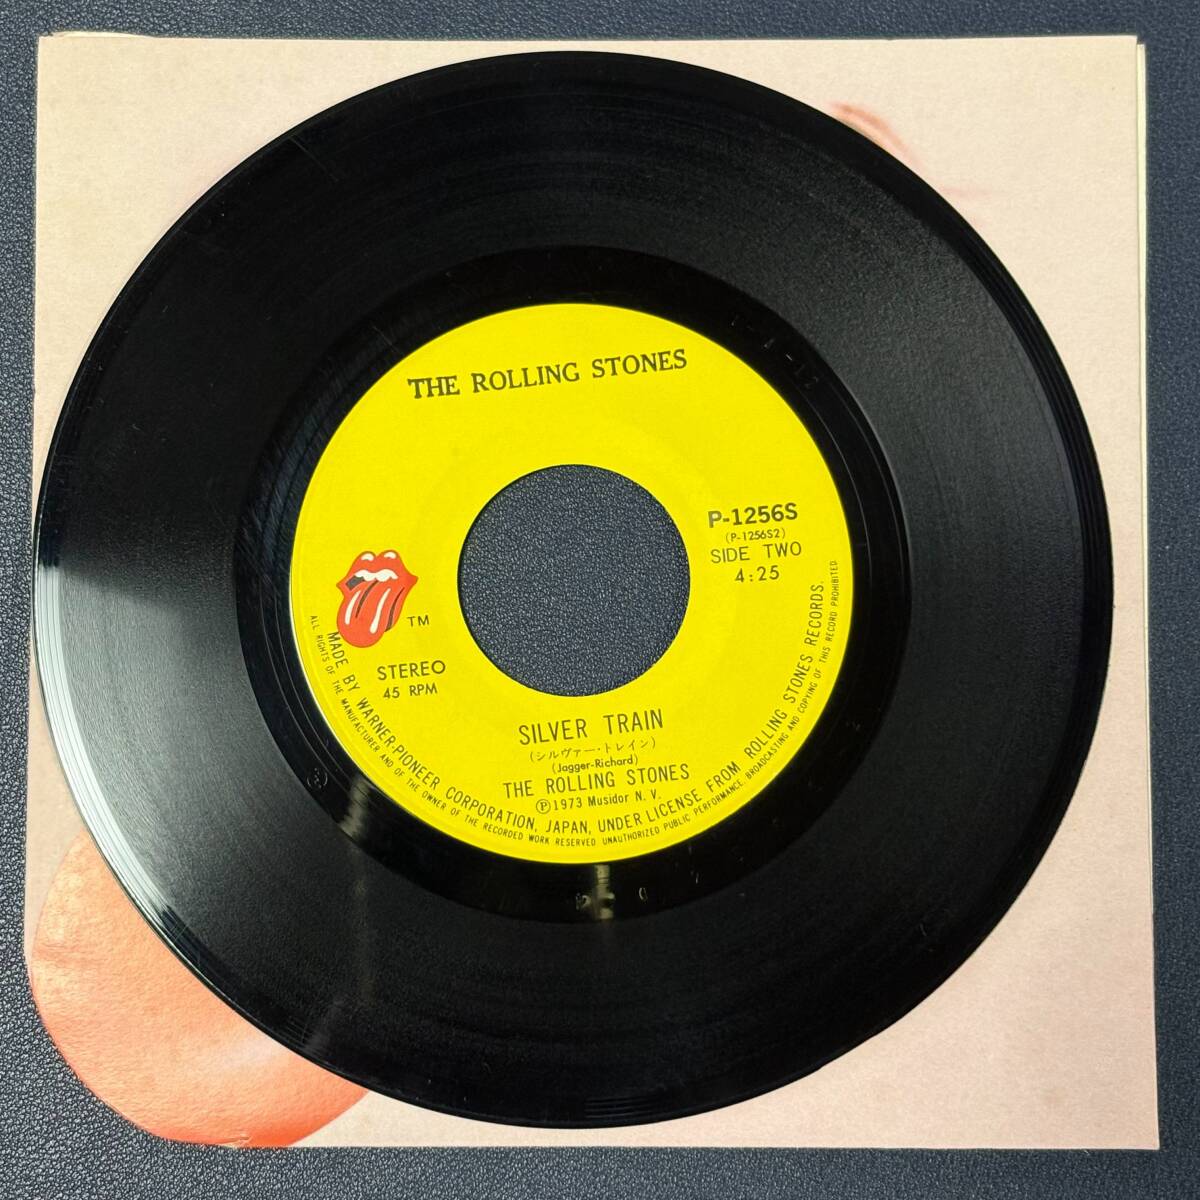 THE ROLLING STONES
P-1256S
(P-1256S2)
SIDE TWO
4:25
TM
STEREO
45 RPM
SILVER TRAIN
(シルヴァー・トレイン)
(Jagger-Richard)
THE ROLLING STONES
Ⓟ1973 Musidor N. V.
MADE BY WARNER-PIONEER CORPORATION, JAPAN, UNDER LICENSE FROM ROLLING STONES RECORDS.
ALL RIGHTS OF THE MANUFACTURER AND OF THE OWNER OF THE RECORDED WORK RESERVED. UNAUTHORIZED PUBLIC PERFORMANCE, BROADCASTING AND COPYING OF THIS RECORD PROHIBITED.